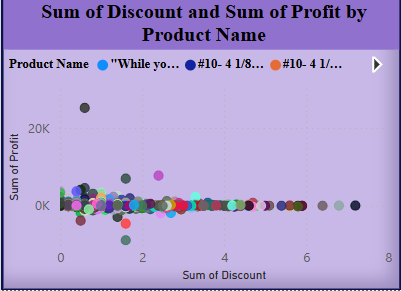 Sum of Discount and Sum of Profit by
Product Name
Product Name "While yo... #10- 4 1/8... #10- 4 1/...
20K
0K
Sum of Profit
0 2 4 6 8
Sum of Discount